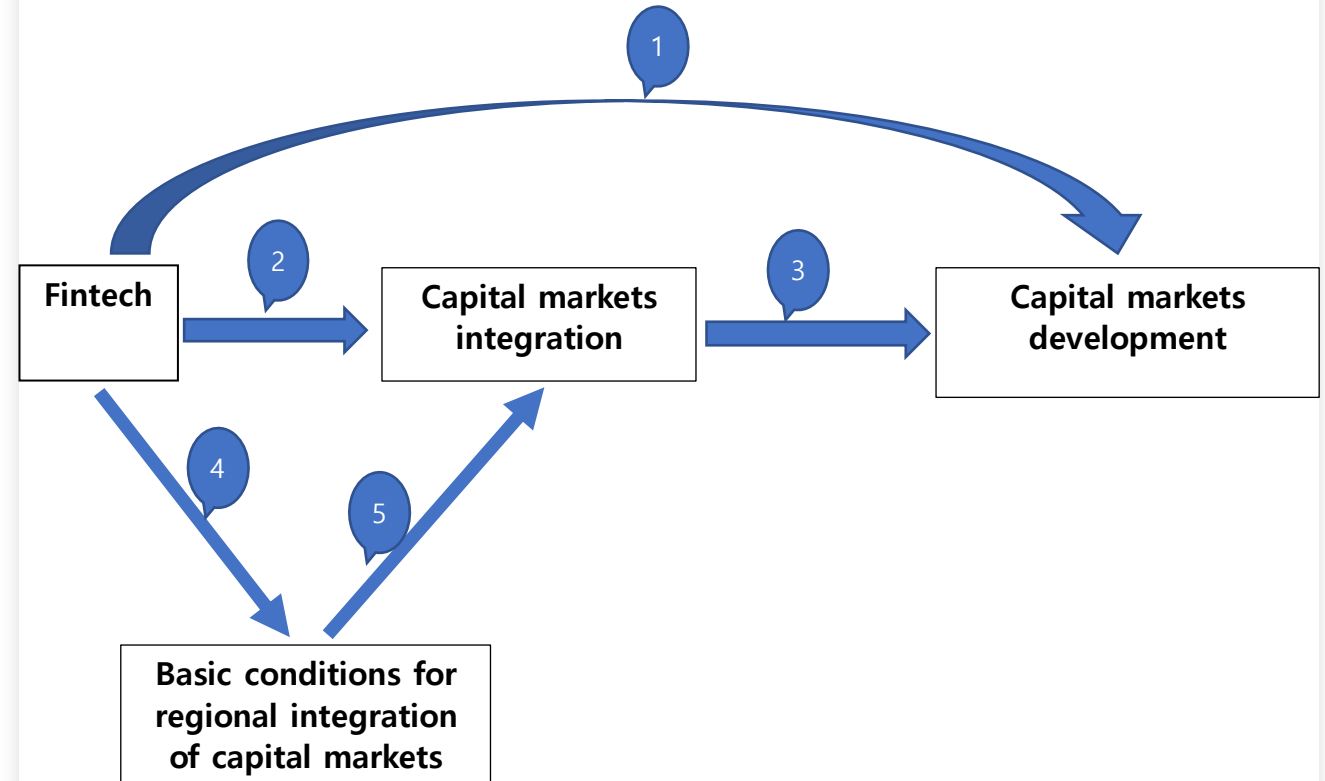 1
2
3
Fintech
Capital markets
integration
Capital markets
development
4
5
Basic conditions for
regional integration
of capital markets